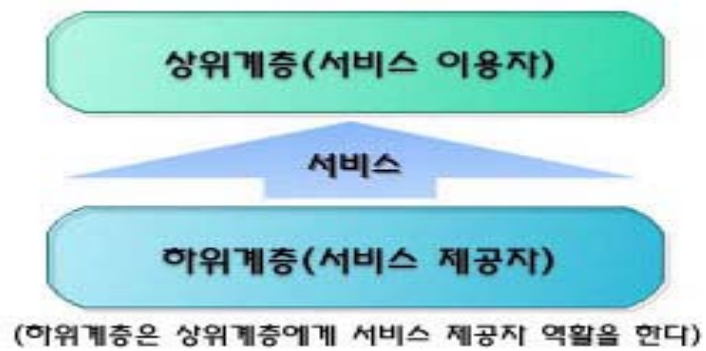 상위계층(서비스 이용자)
서비스
하위계층(서비스 제공자)
(하위계층은 상위계층에게 서비스 제공자 역활을 한다)